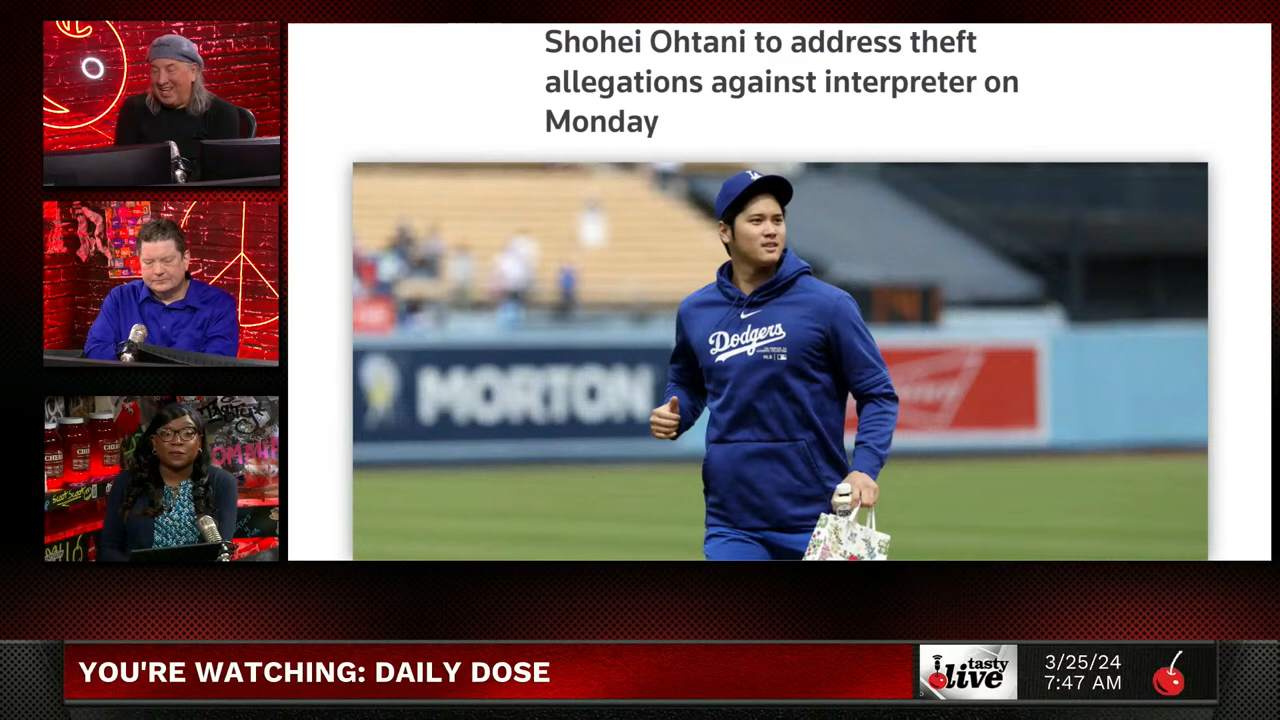 Shohei Ohtani to address theft
allegations against interpreter on
Monday
LA
Dodgers
MORTON
YOU'RE WATCHING: DAILY DOSE
tasty
live
3/25/24
7:47 AM